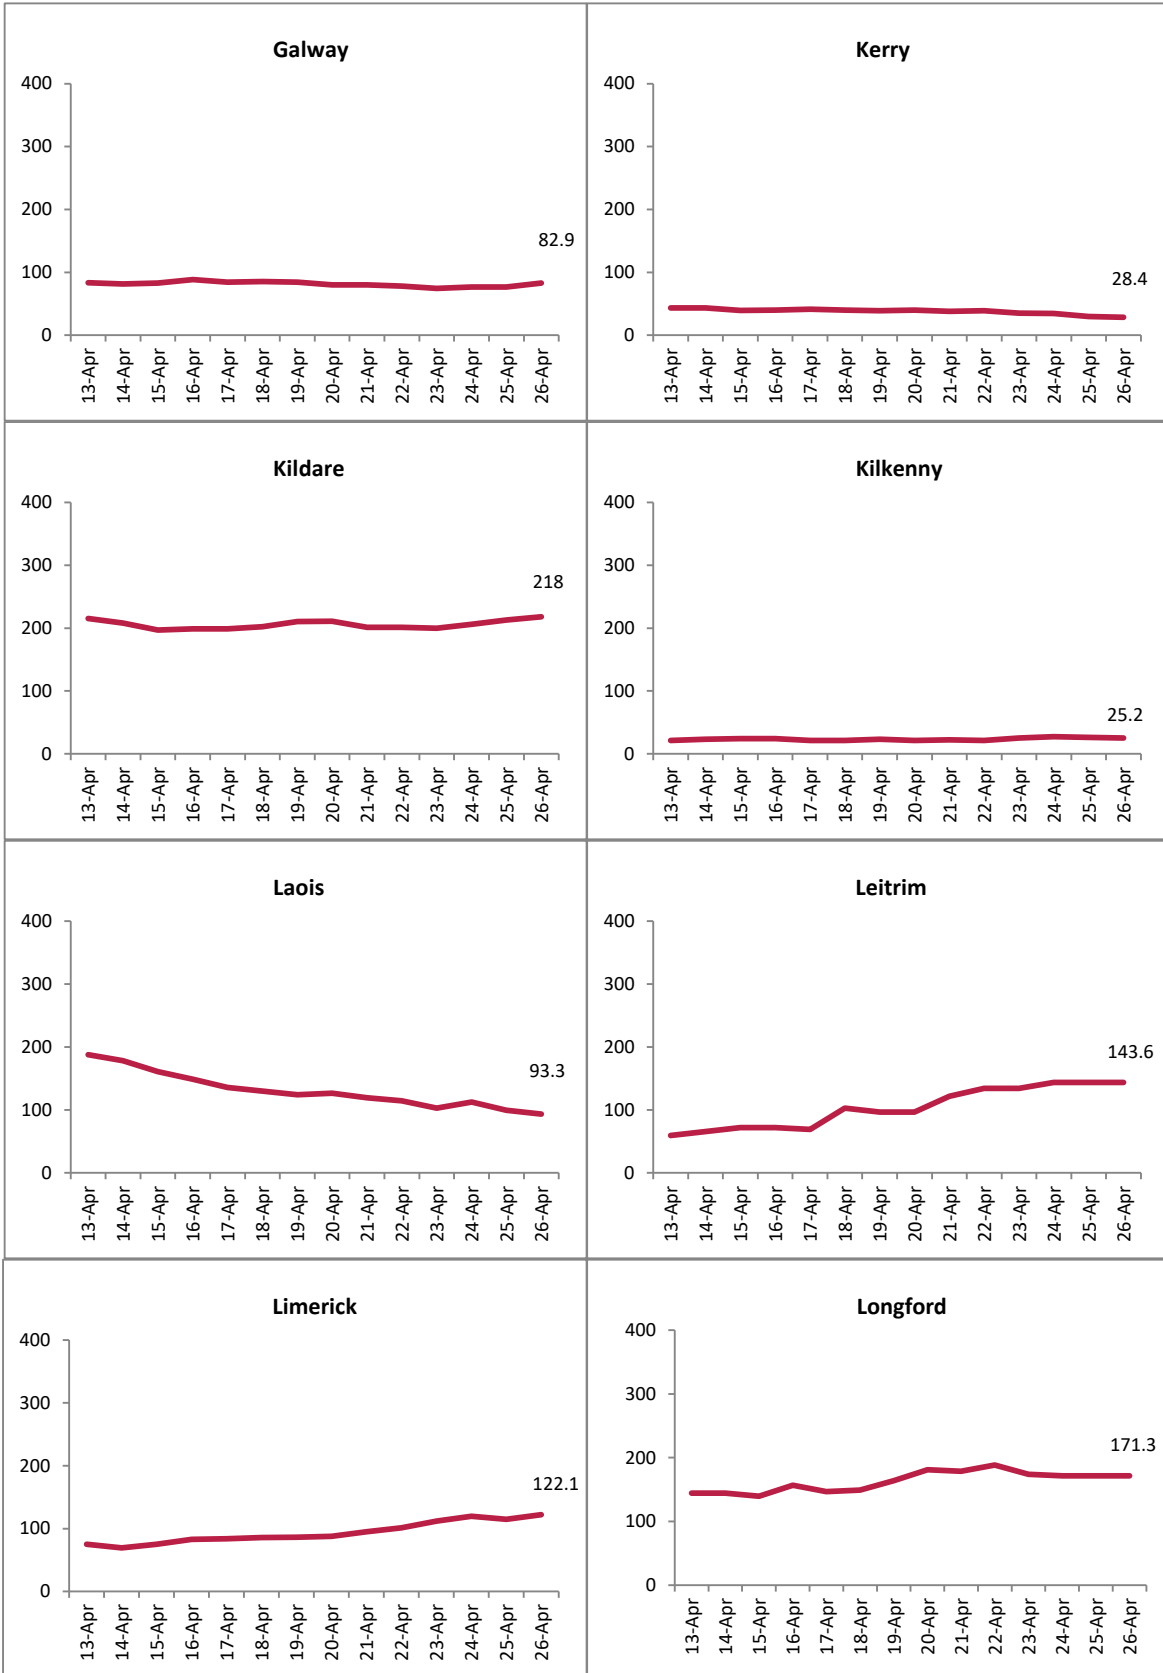 Galway
400
300
200
100
0
82.9
13-Apr
14-Apr
15-Apr
16-Apr
17-Apr
18-Apr
19-Apr
20-Apr
21-Apr
22-Apr
23-Apr
24-Apr
25-Apr
26-Apr
Kerry
400
300
200
100
0
28.4
13-Apr
14-Apr
15-Apr
16-Apr
17-Apr
18-Apr
19-Apr
20-Apr
21-Apr
22-Apr
23-Apr
24-Apr
25-Apr
26-Apr
Kildare
400
300
200
100
0
218
13-Apr
14-Apr
15-Apr
16-Apr
17-Apr
18-Apr
19-Apr
20-Apr
21-Apr
22-Apr
23-Apr
24-Apr
25-Apr
26-Apr
Kilkenny
400
300
200
100
0
25.2
13-Apr
14-Apr
15-Apr
16-Apr
17-Apr
18-Apr
19-Apr
20-Apr
21-Apr
22-Apr
23-Apr
24-Apr
25-Apr
26-Apr
Laois
400
300
200
100
0
93.3
13-Apr
14-Apr
15-Apr
16-Apr
17-Apr
18-Apr
19-Apr
20-Apr
21-Apr
22-Apr
23-Apr
24-Apr
25-Apr
26-Apr
Leitrim
400
300
200
100
0
143.6
13-Apr
14-Apr
15-Apr
16-Apr
17-Apr
18-Apr
19-Apr
20-Apr
21-Apr
22-Apr
23-Apr
24-Apr
25-Apr
26-Apr
Limerick
400
300
200
100
0
122.1
13-Apr
14-Apr
15-Apr
16-Apr
17-Apr
18-Apr
19-Apr
20-Apr
21-Apr
22-Apr
23-Apr
24-Apr
25-Apr
26-Apr
Longford
400
300
200
100
0
171.3
13-Apr
14-Apr
15-Apr
16-Apr
17-Apr
18-Apr
19-Apr
20-Apr
21-Apr
22-Apr
23-Apr
24-Apr
25-Apr
26-Apr